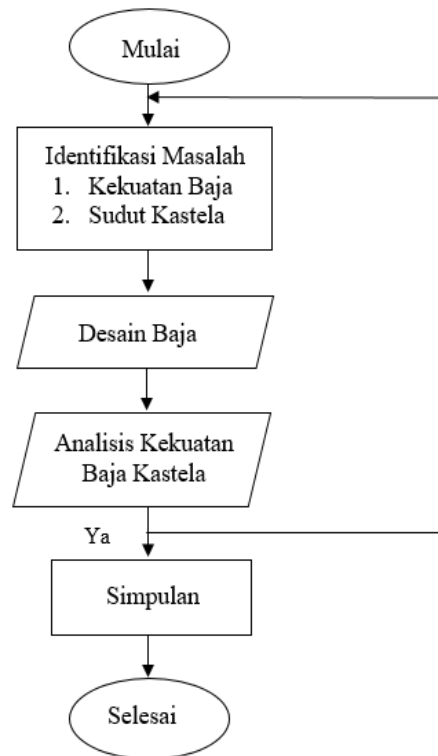 Mulai
Identifikasi Masalah
1. Kekuatan Baja
2. Sudut Kastela
Desain Baja
Analisis Kekuatan
Baja Kastela
Ya
Simpulan
Selesai